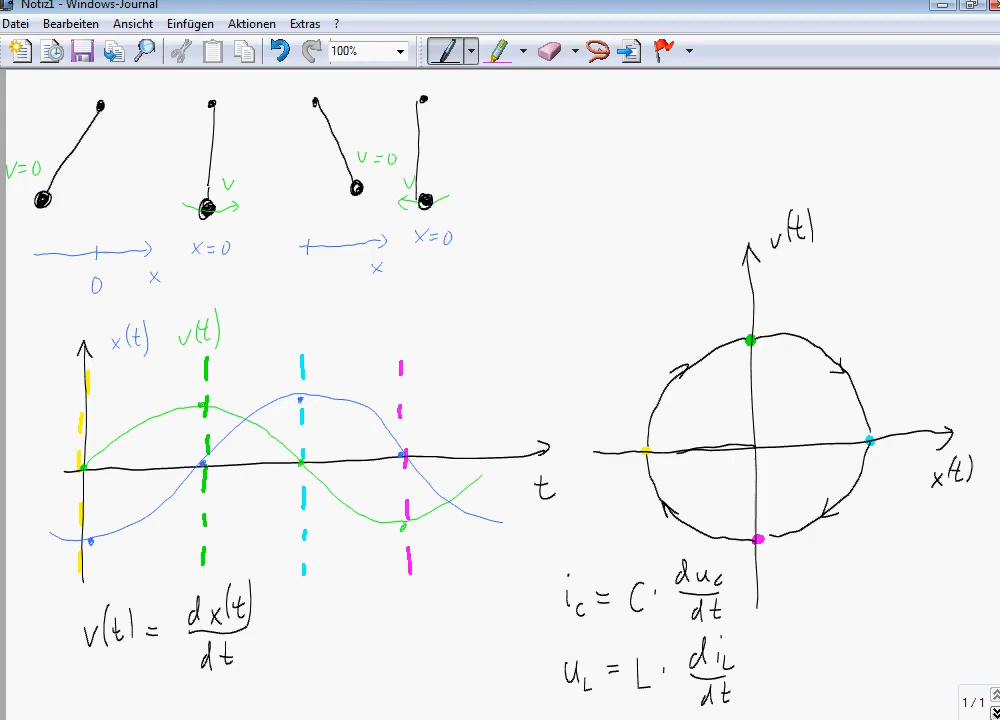 Notiz1 - Windows-Journal
Datei Bearbeiten Ansicht Einfügen Aktionen Extras ?
100%
v=0
v
v=0
v
0
x
x=0
x
x=0
x(t) v(t)
t
v(t) = dx(t)/dt
v(t)
x(t)
i_C = C · du_C/dt
u_L = L · di_L/dt
1/1